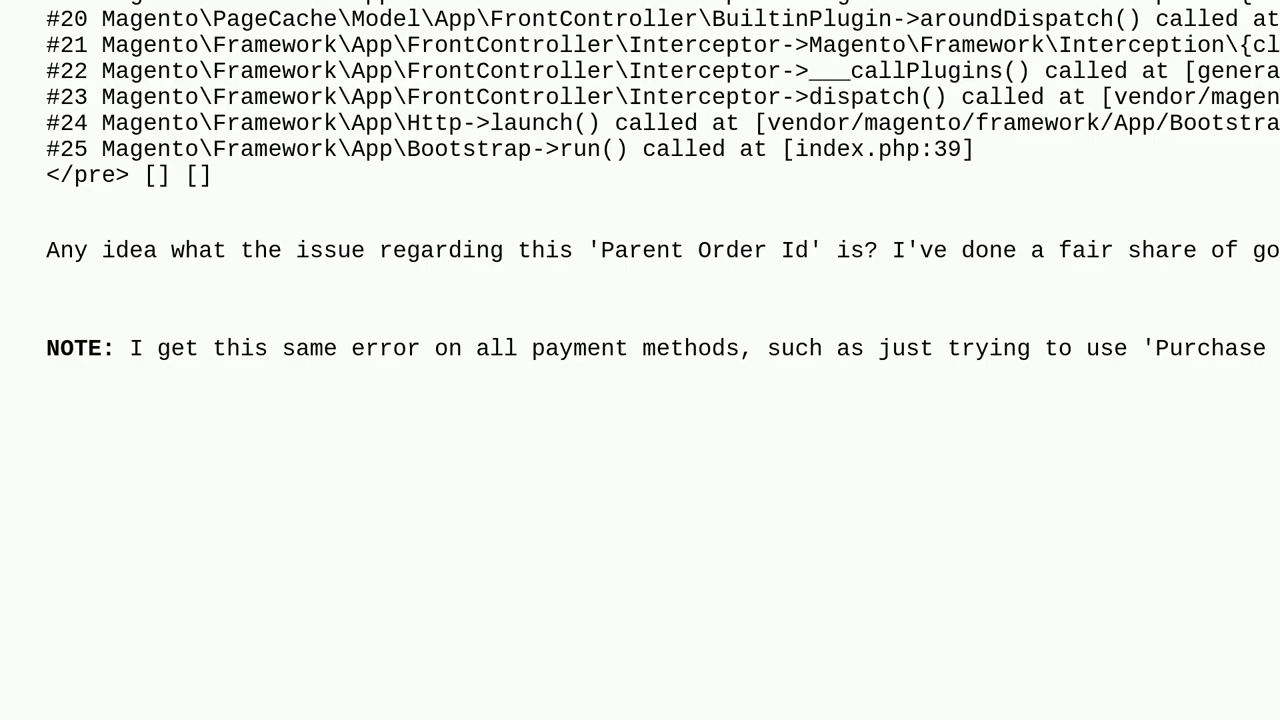 #20 Magento\PageCache\Model\App\FrontController\BuiltinPlugin->aroundDispatch() called at
#21 Magento\Framework\App\FrontController\Interceptor->Magento\Framework\Interception\{cl
#22 Magento\Framework\App\FrontController\Interceptor->___callPlugins() called at [genera
#23 Magento\Framework\App\FrontController\Interceptor->dispatch() called at [vendor/magen
#24 Magento\Framework\App\Http->launch() called at [vendor/magento/framework/App/Bootstra
#25 Magento\Framework\App\Bootstrap->run() called at [index.php:39]
</pre> [] []
Any idea what the issue regarding this 'Parent Order Id' is? I've done a fair share of go
NOTE: I get this same error on all payment methods, such as just trying to use 'Purchase